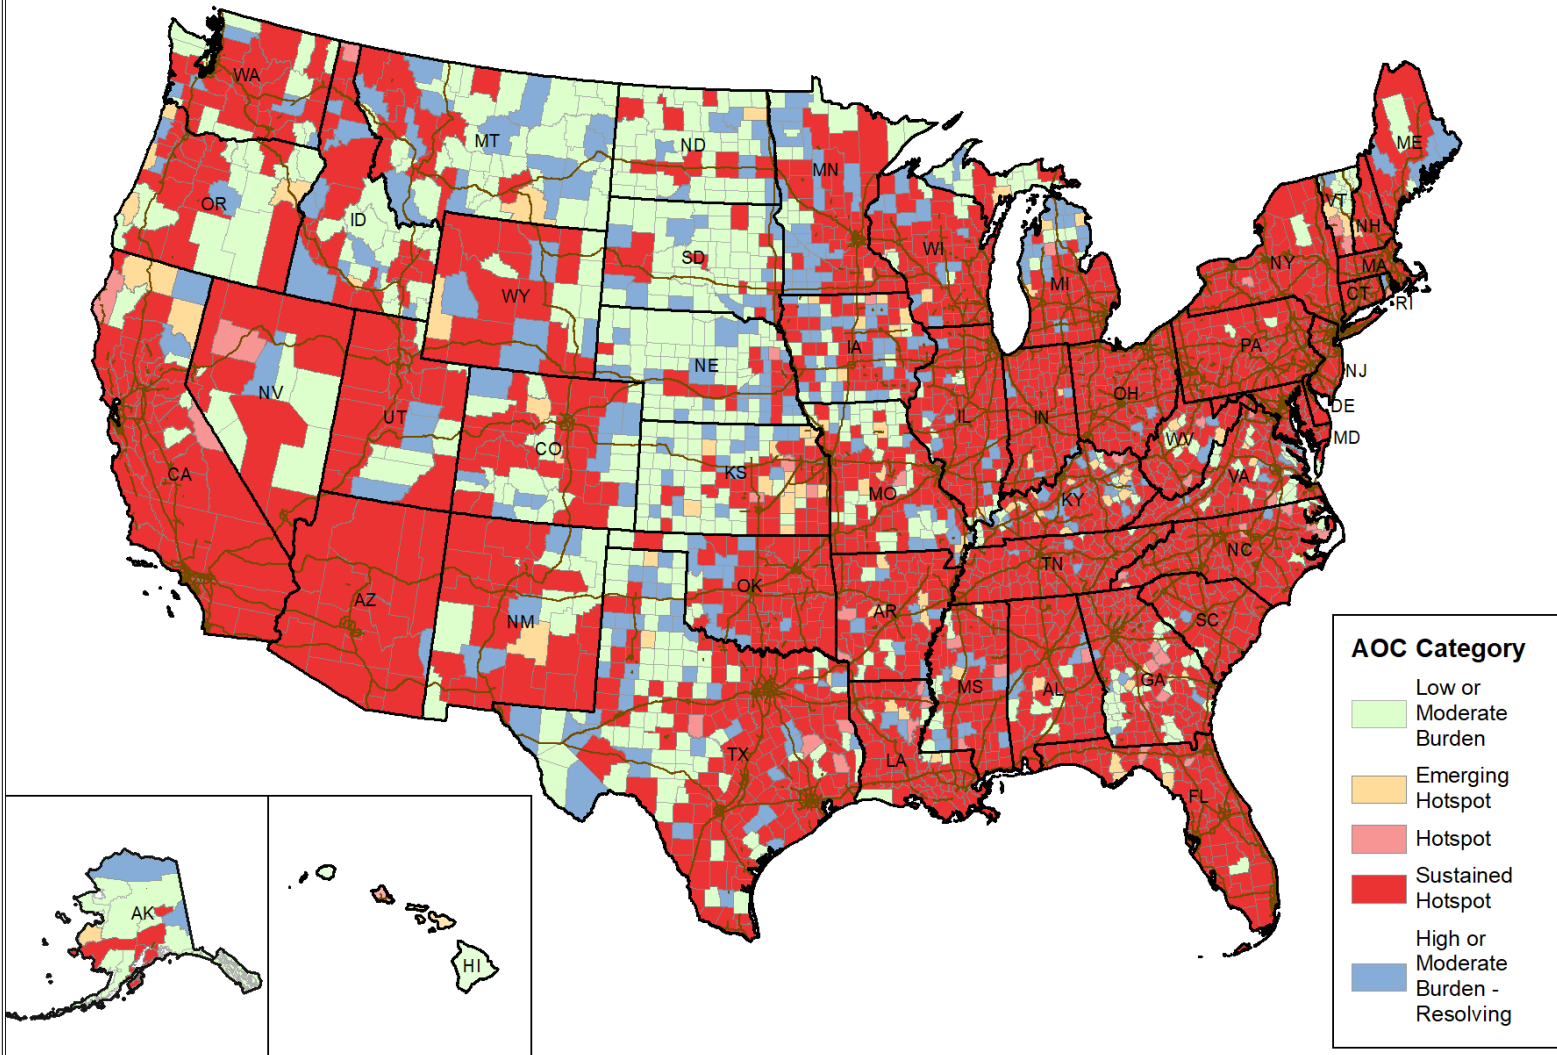 WA
MT
ND
MN
ME
OR
ID
SD
WI
VT
NH
NY
MA
MI
CT
RI
WY
IA
NE
PA
NJ
NV
UT
CO
IL
IN
OH
DE
MD
WV
CA
KS
MO
KY
VA
AZ
NM
OK
AR
TN
NC
SC
MS
AL
GA
TX
LA
FL
AK
HI
AOC Category
Low or
Moderate
Burden
Emerging
Hotspot
Hotspot
Sustained
Hotspot
High or
Moderate
Burden -
Resolving